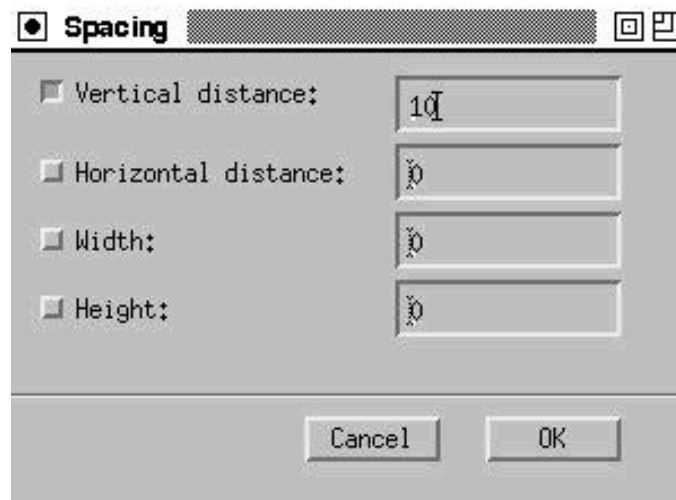 Spacing
Vertical distance: 10
Horizontal distance: 0
Width: 0
Height: 0
Cancel OK